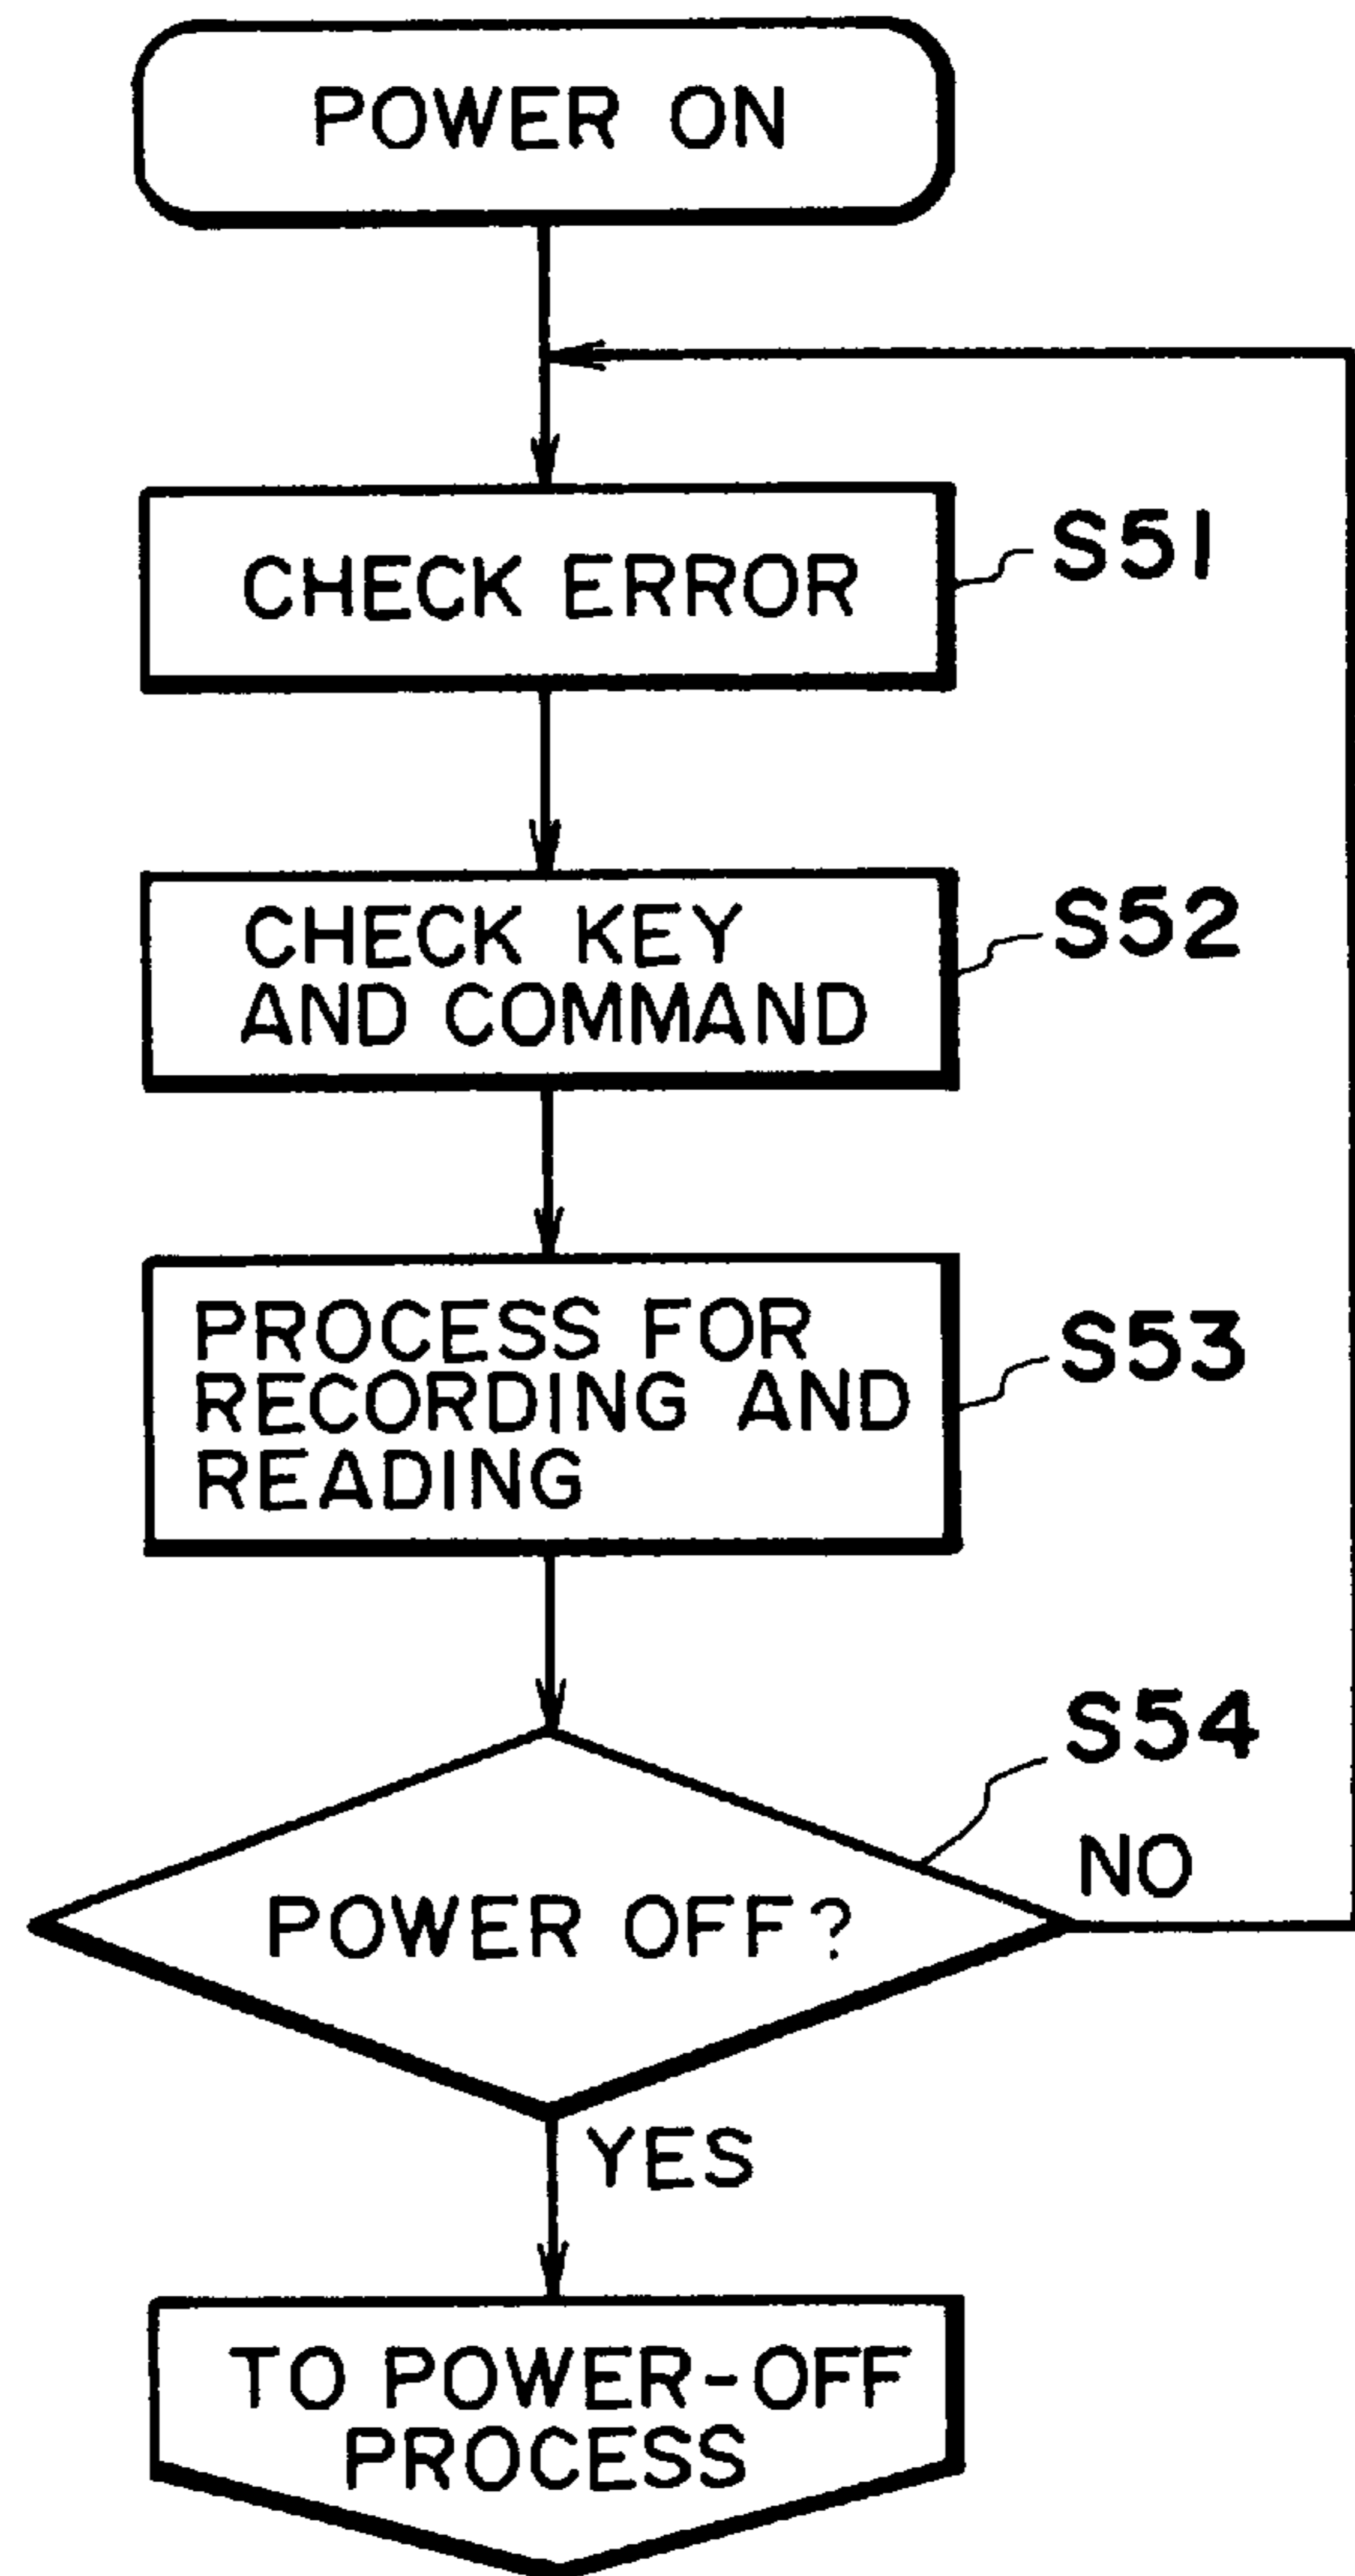 POWER ON
CHECK ERROR
S51
CHECK KEY
AND COMMAND
S52
PROCESS FOR
RECORDING AND
READING
S53
S54
NO
POWER OFF?
YES
TO POWER-OFF
PROCESS